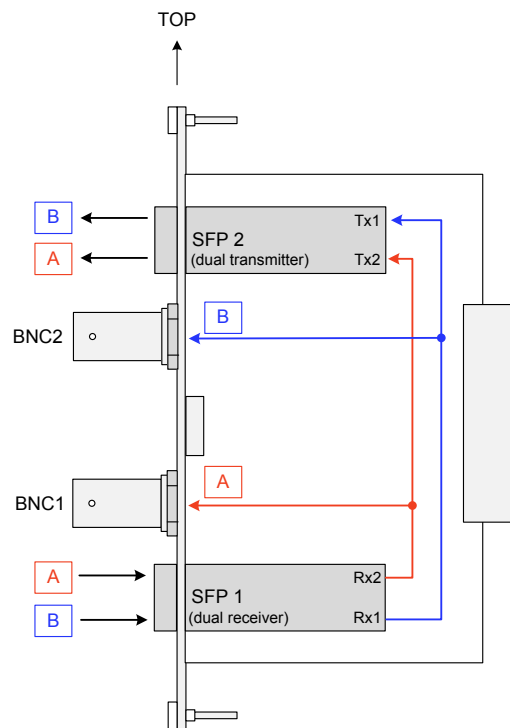 TOP
B
Tx1
SFP 2
A
(dual transmitter)
Tx2
B
BNC2
A
BNC1
A
Rx2
SFP 1
B
(dual receiver)
Rx1